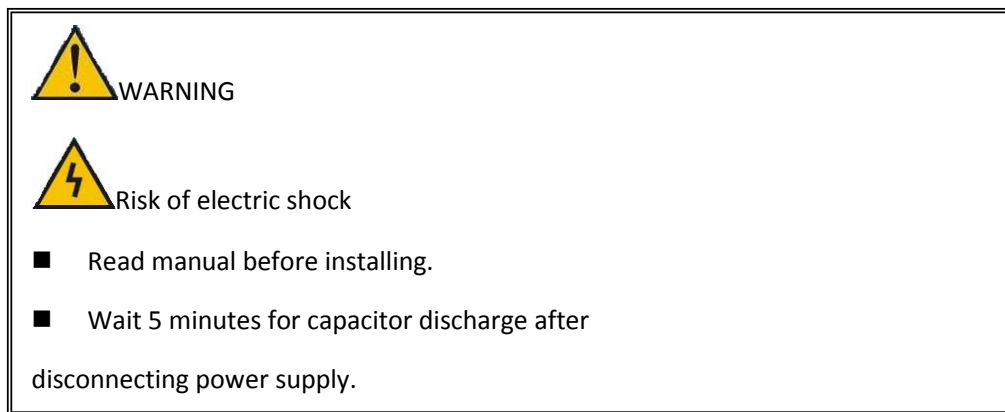 WARNING
Risk of electric shock
■ Read manual before installing.
■ Wait 5 minutes for capacitor discharge after
disconnecting power supply.